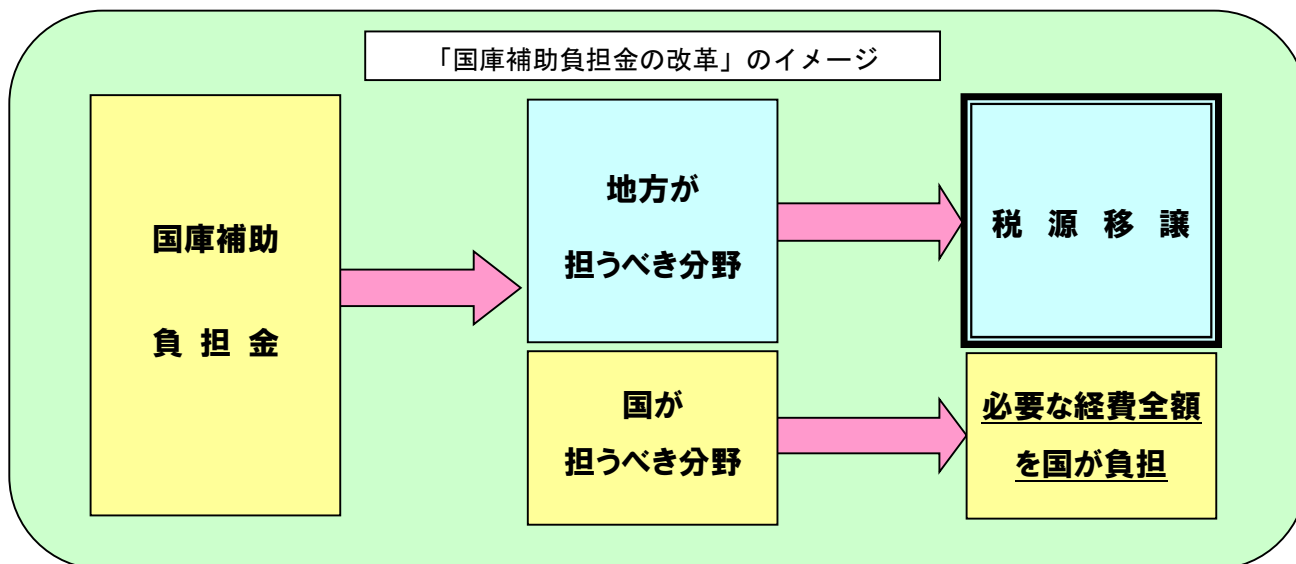 「国庫補助負担金の改革」のイメージ
国庫補助
負 担 金
地方が
担うべき分野
税 源 移 譲
国が
担うべき分野
必要な経費全額
を国が負担